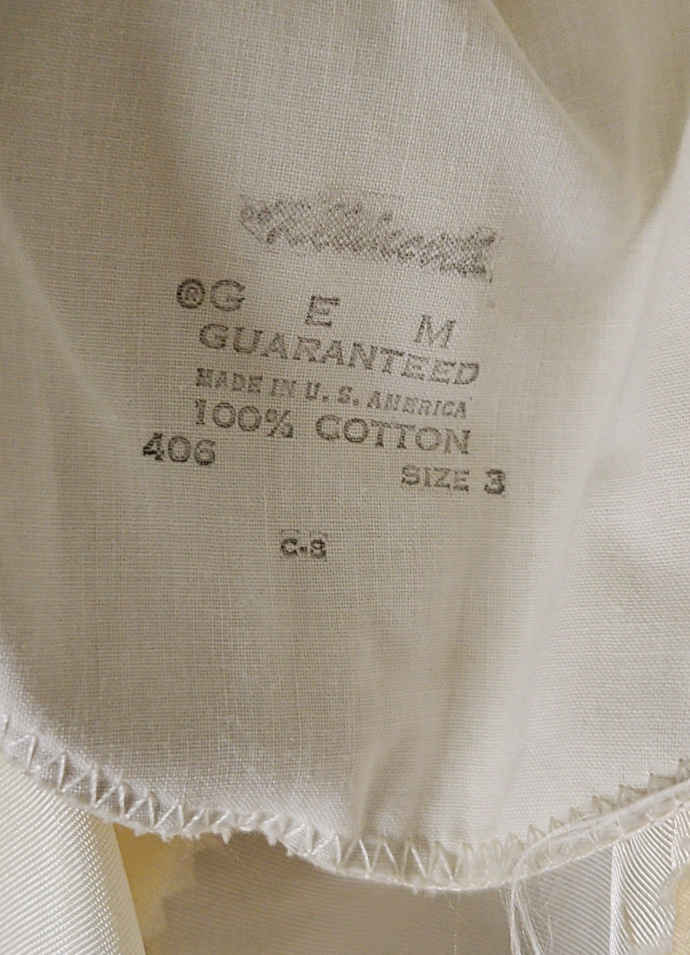 ®G E M
GUARANTEED
MADE IN U. S. AMERICA
100% COTTON
406 SIZE 3
C-8